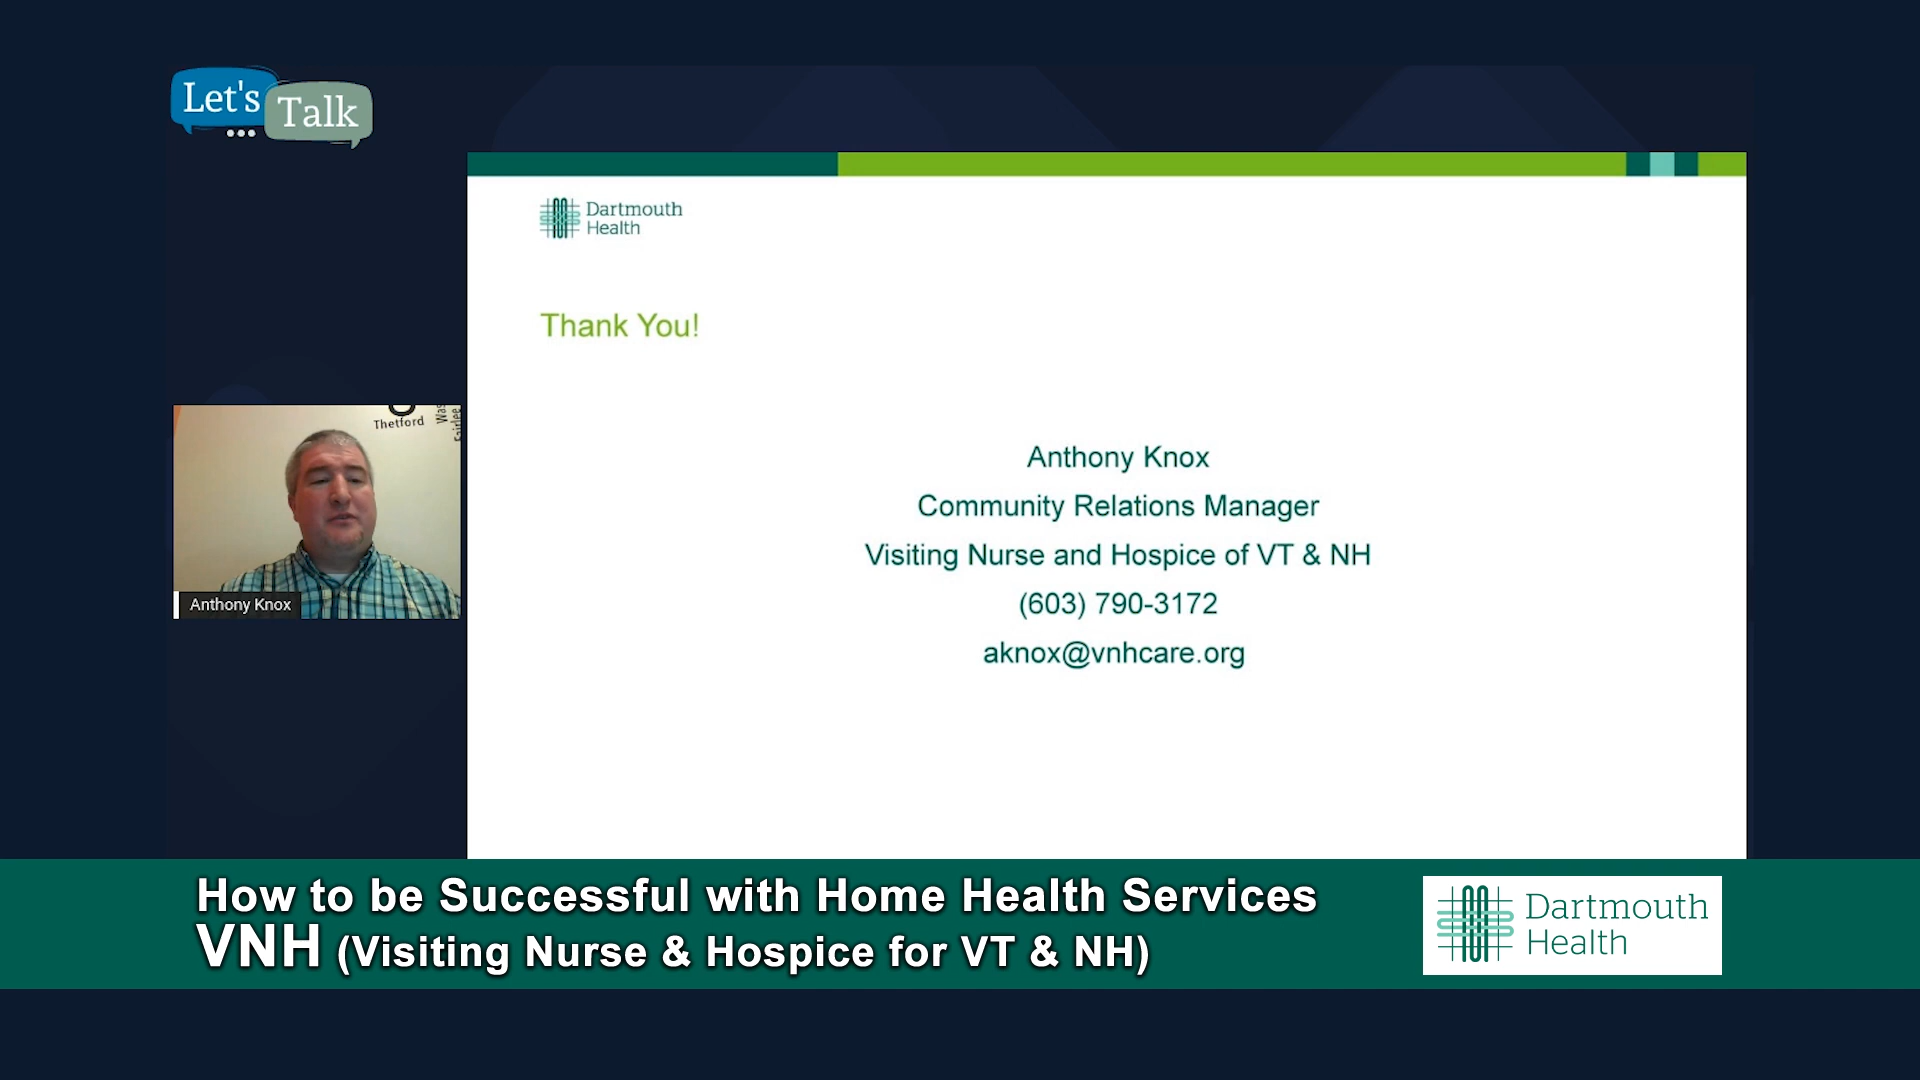 Let's
Talk
Dartmouth
Health
Thank You!
Thetford
Was
Fairlee
Anthony Knox
Anthony Knox
Community Relations Manager
Visiting Nurse and Hospice of VT & NH
(603) 790-3172
aknox@vnhcare.org
How to be Successful with Home Health Services
VNH (Visiting Nurse & Hospice for VT & NH)
Dartmouth
Health